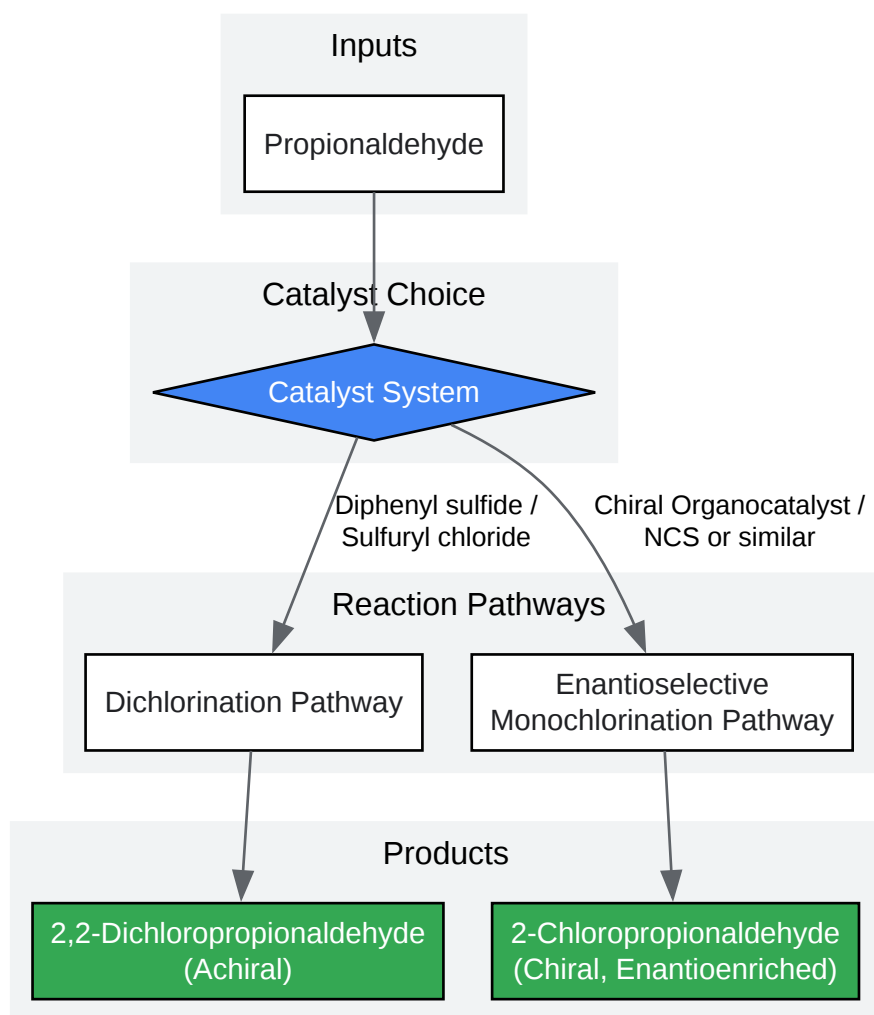 Inputs
Propionaldehyde
Catalyst Choice
Catalyst System
Diphenyl sulfide /
Sulfuryl chloride
Chiral Organocatalyst /
NCS or similar
Reaction Pathways
Dichlorination Pathway
Enantioselective
Monochlorination Pathway
Products
2,2-Dichloropropionaldehyde
(Achiral)
2-Chloropropionaldehyde
(Chiral, Enantioenriched)